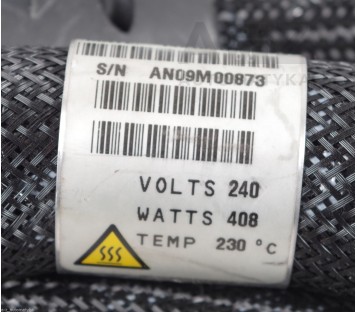 S/N AN09M00873
VOLTS 240
WATTS 408
TEMP 230 °C